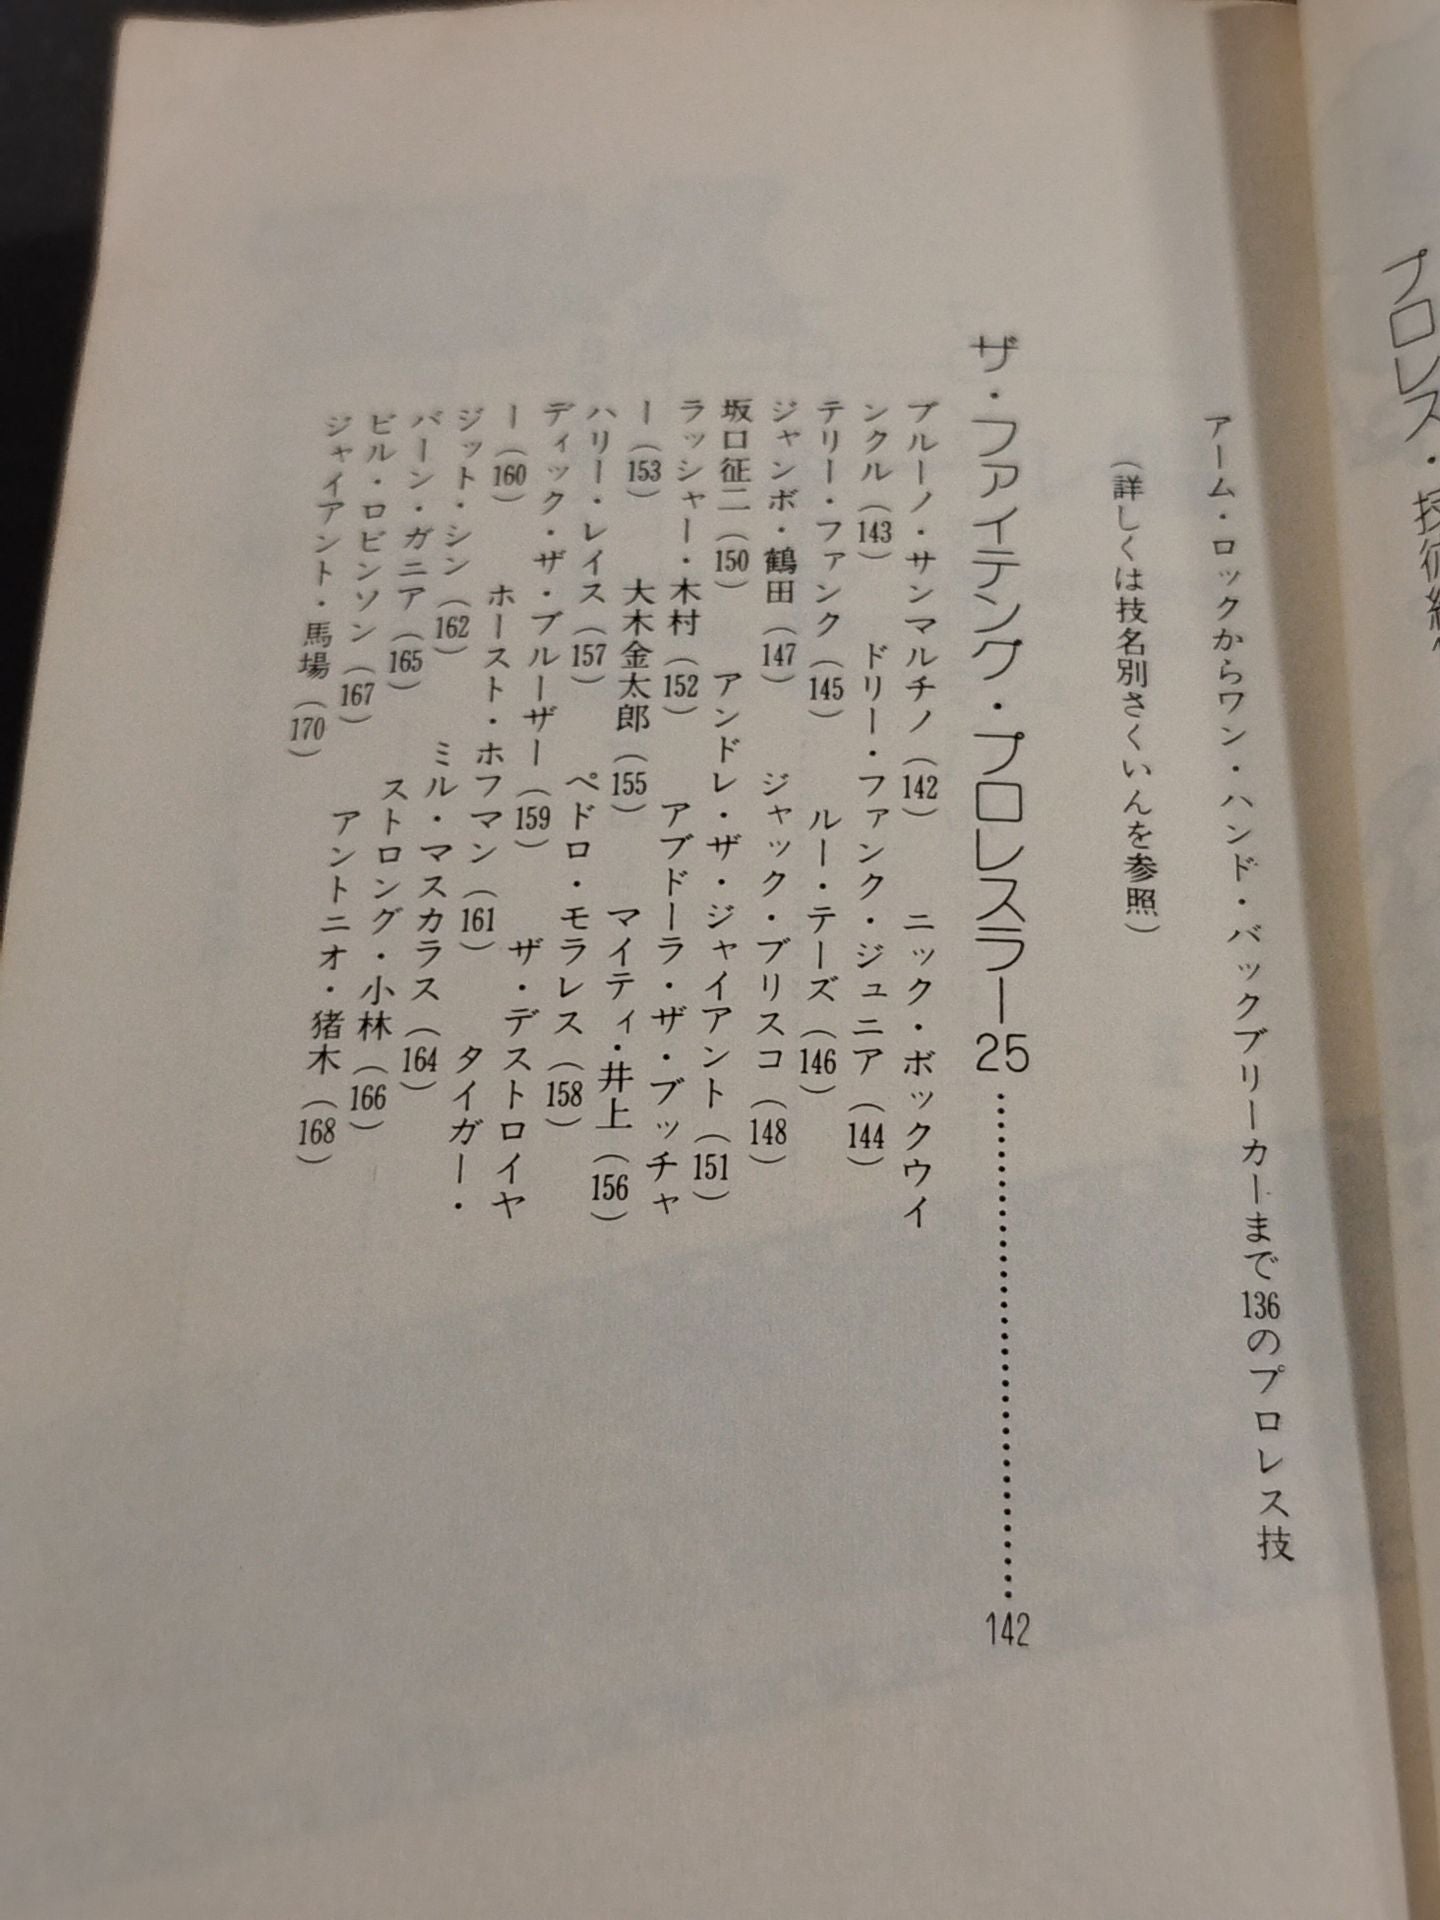 プロレス・技術編
アーム・ロックからワン・ハンド・バックブリーカーまで136のプロレス技
（詳しくは技名別さくいんを参照）
ザ・ファイテング・プロレスラー25……………………142
ブルーノ・サンマルチノ（142）　ニック・ボックウイ
ンクル（143）　ドリー・ファンク・ジュニア（144）
テリー・ファンク（145）　ルー・テーズ（146）
ジャンボ・鶴田（147）　ジャック・ブリスコ（148）
坂口征二（150）　アンドレ・ザ・ジャイアント（151）
ラッシャー・木村（152）　アブドーラ・ザ・ブッチャ
ー（153）　大木金太郎（155）　マイティ・井上（156）
ハリー・レイス（157）　ペドロ・モラレス（158）
ディック・ザ・ブルーザー（159）　ザ・デストロイヤ
ー（160）　ホースト・ホフマン（161）　タイガー・
ジット・シン（162）　ミル・マスカラス（164）
バーン・ガニア（165）　ストロング・小林（166）
ビル・ロビンソン（167）　アントニオ・猪木（168）
ジャイアント・馬場（170）